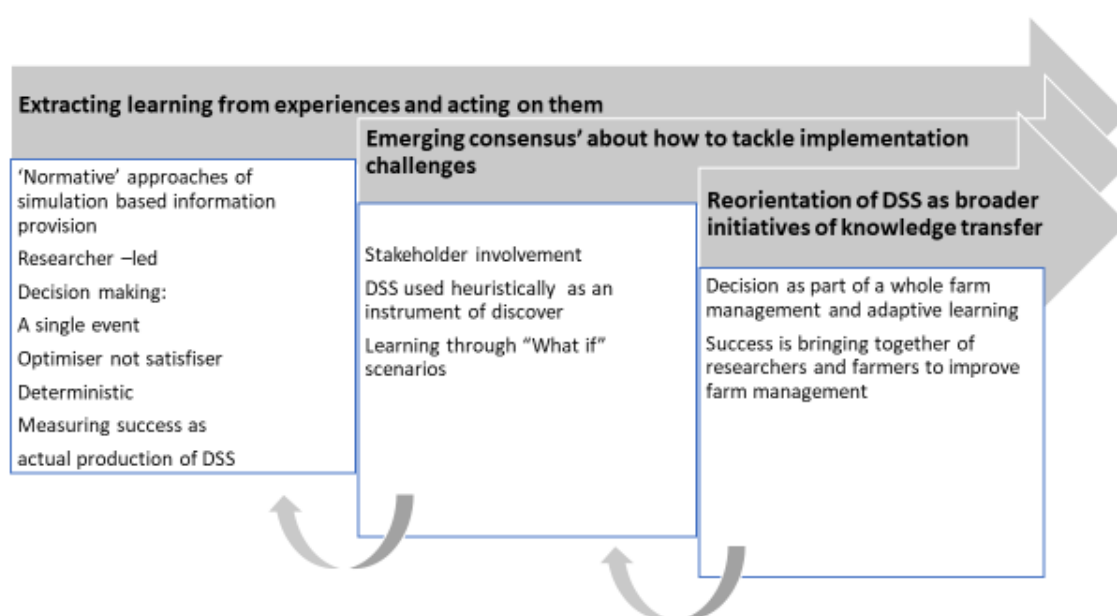 Extracting learning from experiences and acting on them
'Normative' approaches of
simulation based information
provision
Researcher –led
Decision making:
A single event
Optimiser not satisfiser
Deterministic
Measuring success as
actual production of DSS
Emerging consensus' about how to tackle implementation
challenges
Stakeholder involvement
DSS used heuristically as an
instrument of discover
Learning through "What if"
scenarios
Reorientation of DSS as broader
initiatives of knowledge transfer
Decision as part of a whole farm
management and adaptive learning
Success is bringing together of
researchers and farmers to improve
farm management